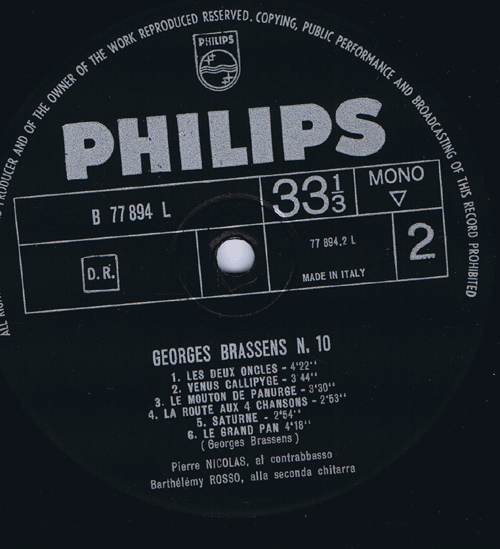 PRODUCER AND OF THE OWNER OF THE WORK REPRODUCED RESERVED. COPYING, PUBLIC PERFORMANCE AND BROADCASTING OF THIS RECORD PROHIBITED
ALL
PHILIPS
PHILIPS
B 77 894 L
33⅓
MONO
D.R.
77 894.2 L
MADE IN ITALY
2
GEORGES BRASSENS N. 10
1. LES DEUX ONCLES - 4'22''
2. VENUS CALLIPYGE - 3'44''
3. LE MOUTON DE PANURGE - 3'30''
4. LA ROUTE AUX 4 CHANSONS - 2'53''
5. SATURNE - 2'54''
6. LE GRAND PAN 4'18''
(Georges Brassens)
Pierre NICOLAS, al contrabbasso
Barthélémy ROSSO, alla seconda chitarra